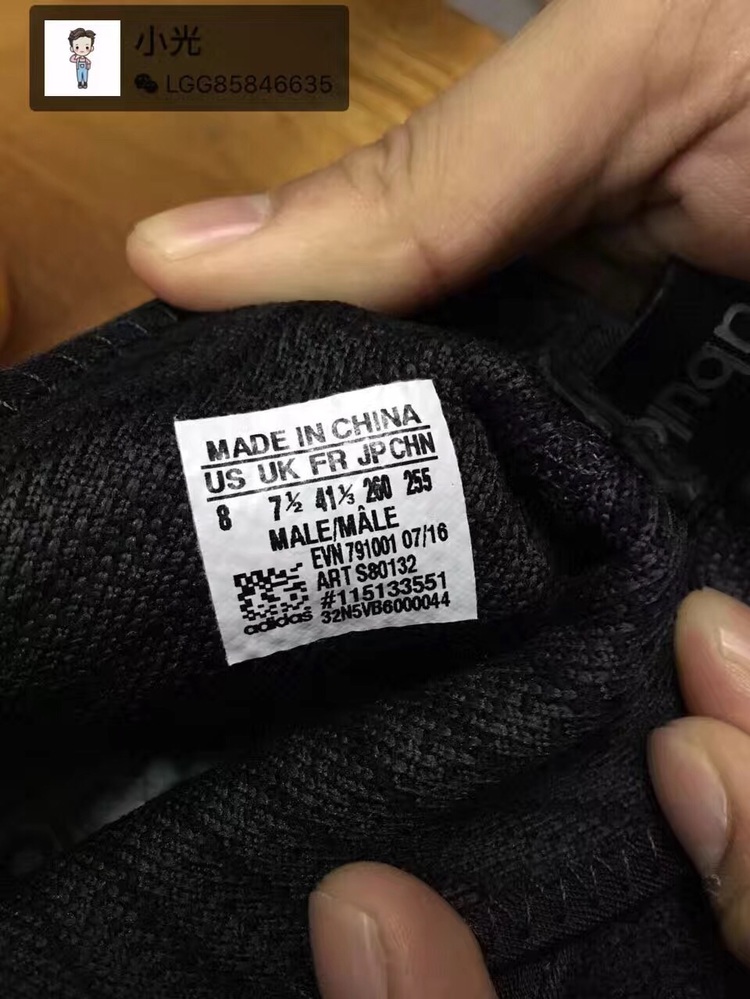 小光
LGG85846635
MADE IN CHINA
US UK FR JP CHN
8 7½ 41⅓ 260 255
MALE/MÂLE
EVN 791001 07/16
ART S80132
#115133551
32N5VB6000044
adidas